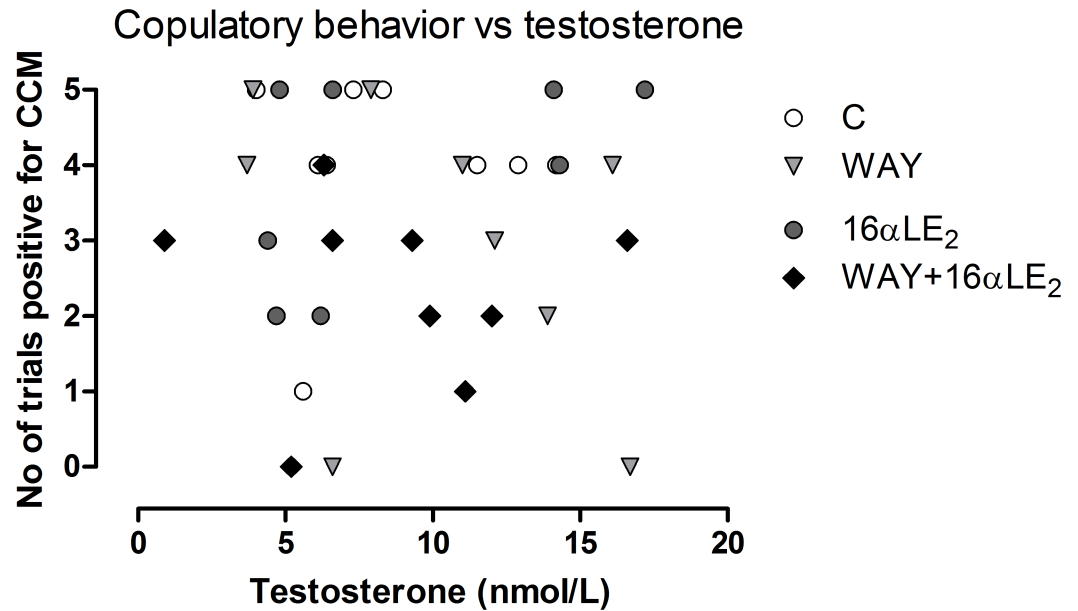 Copulatory behavior vs testosterone
No of trials positive for CCM
5
4
3
2
1
0
0 5 10 15 20
Testosterone (nmol/L)
C
WAY
16αLE₂
WAY+16αLE₂